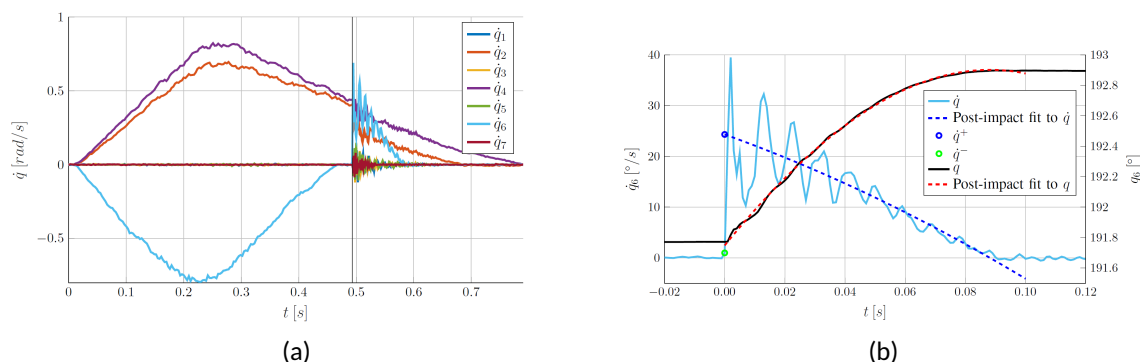 1
0.5
0
−0.5
0
0.1
0.2
0.3
0.4
0.5
0.6
0.7
q̇ [rad/s]
t [s]
q̇1
q̇2
q̇3
q̇4
q̇5
q̇6
q̇7
(a)
40
30
20
10
0
193
192.8
192.6
192.4
192.2
192
191.8
191.6
−0.02
0.00
0.02
0.04
0.06
0.08
0.10
0.12
q̇6 [°/s]
q6 [°]
t [s]
q̇
Post-impact fit to q̇
q̇+
q̇−
q
Post-impact fit to q
(b)